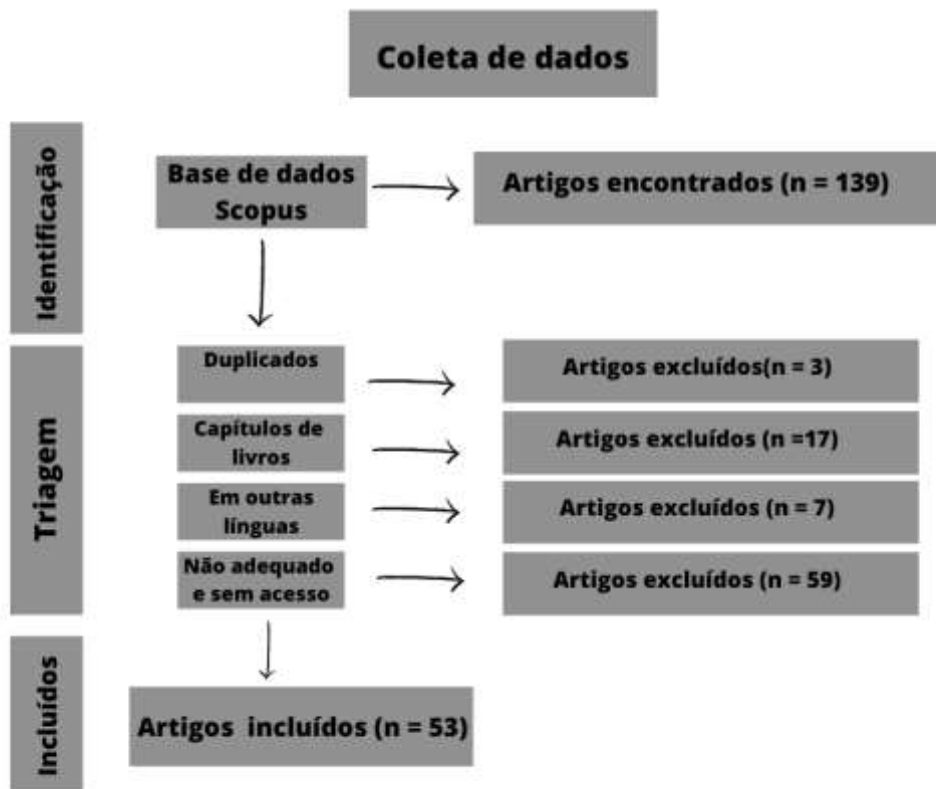 Coleta de dados
Identificação
Base de dados
Scopus
Artigos encontrados (n = 139)
Triagem
Duplicados
Artigos excluídos(n = 3)
Capítulos de
livros
Artigos excluídos (n =17)
Em outras
línguas
Artigos excluídos (n = 7)
Não adequado
e sem acesso
Artigos excluídos (n = 59)
Incluídos
Artigos incluídos (n = 53)